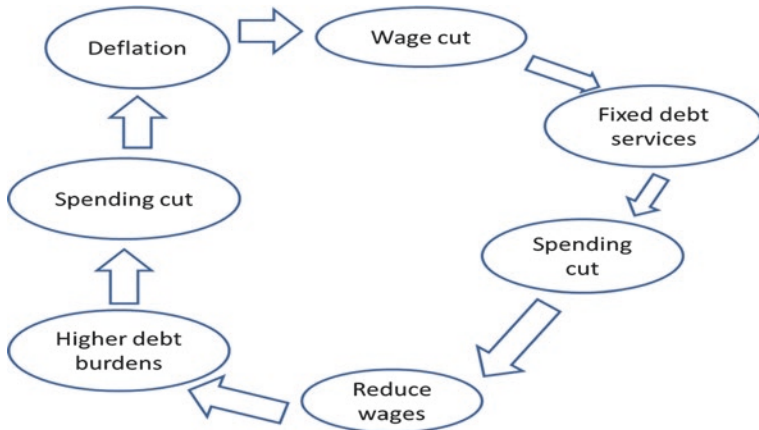 Deflation
Wage cut
Fixed debt
services
Spending
cut
Reduce
wages
Higher debt
burdens
Spending cut